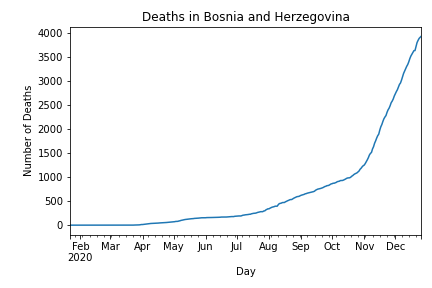 Deaths in Bosnia and Herzegovina
4000
3500
3000
2500
2000
1500
1000
500
0
Number of Deaths
Feb Mar Apr May Jun Jul Aug Sep Oct Nov Dec
2020
Day